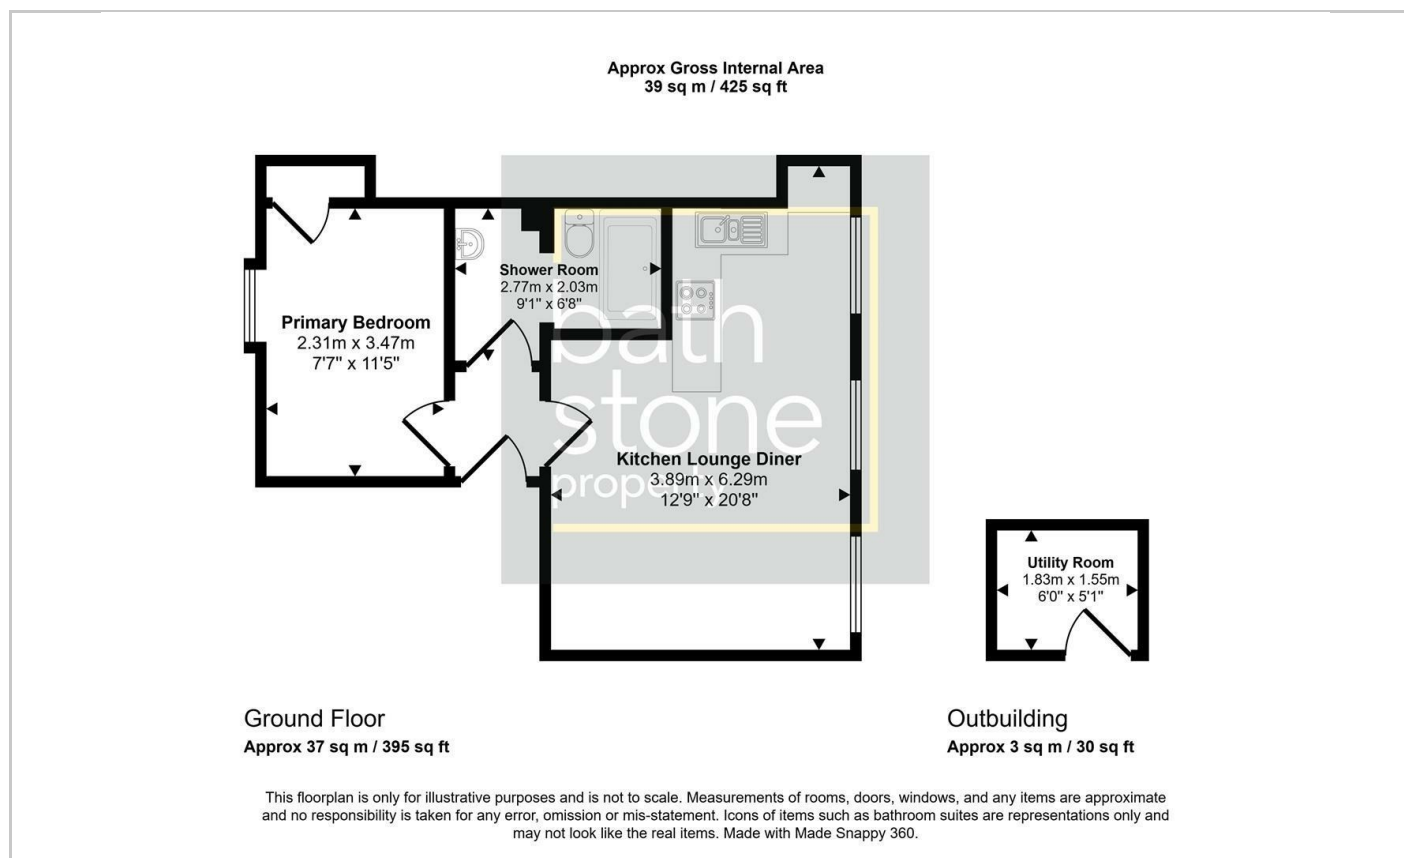 Approx Gross Internal Area
39 sq m / 425 sq ft
Shower Room
2.77m x 2.03m
9'1" x 6'8"
Primary Bedroom
2.31m x 3.47m
7'7" x 11'5"
bath
stone
property
Kitchen Lounge Diner
3.89m x 6.29m
12'9" x 20'8"
Utility Room
1.83m x 1.55m
6'0" x 5'1"
Ground Floor
Approx 37 sq m / 395 sq ft
Outbuilding
Approx 3 sq m / 30 sq ft
This floorplan is only for illustrative purposes and is not to scale. Measurements of rooms, doors, windows, and any items are approximate
and no responsibility is taken for any error, omission or mis-statement. Icons of items such as bathroom suites are representations only and
may not look like the real items. Made with Made Snappy 360.